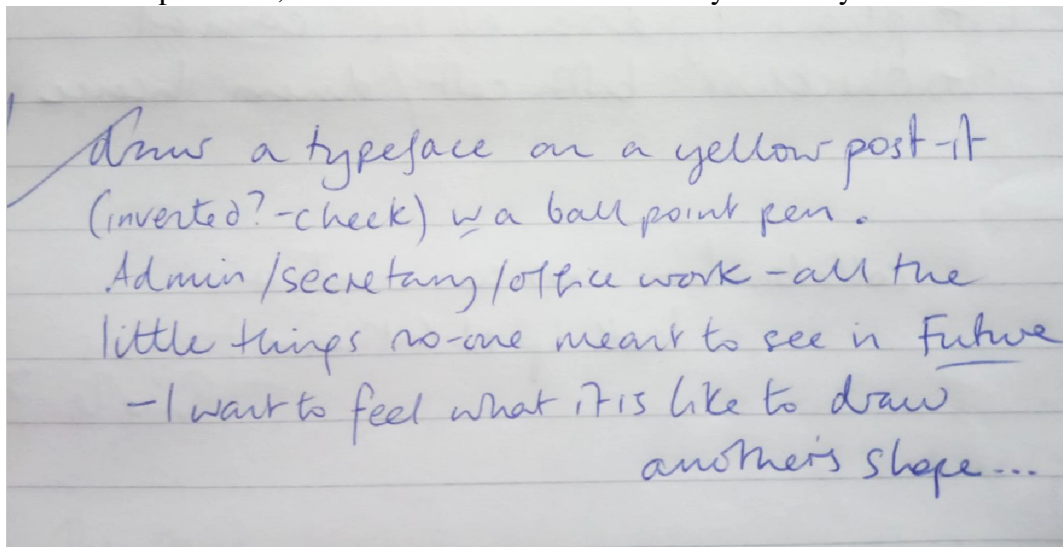 draw a typeface on a yellow post-it
(inverted?-check) w a ball point pen.
Admin/secretary/office work -all the
little things no-one meant to see in Future
-I want to feel what it is like to draw
another's shape...